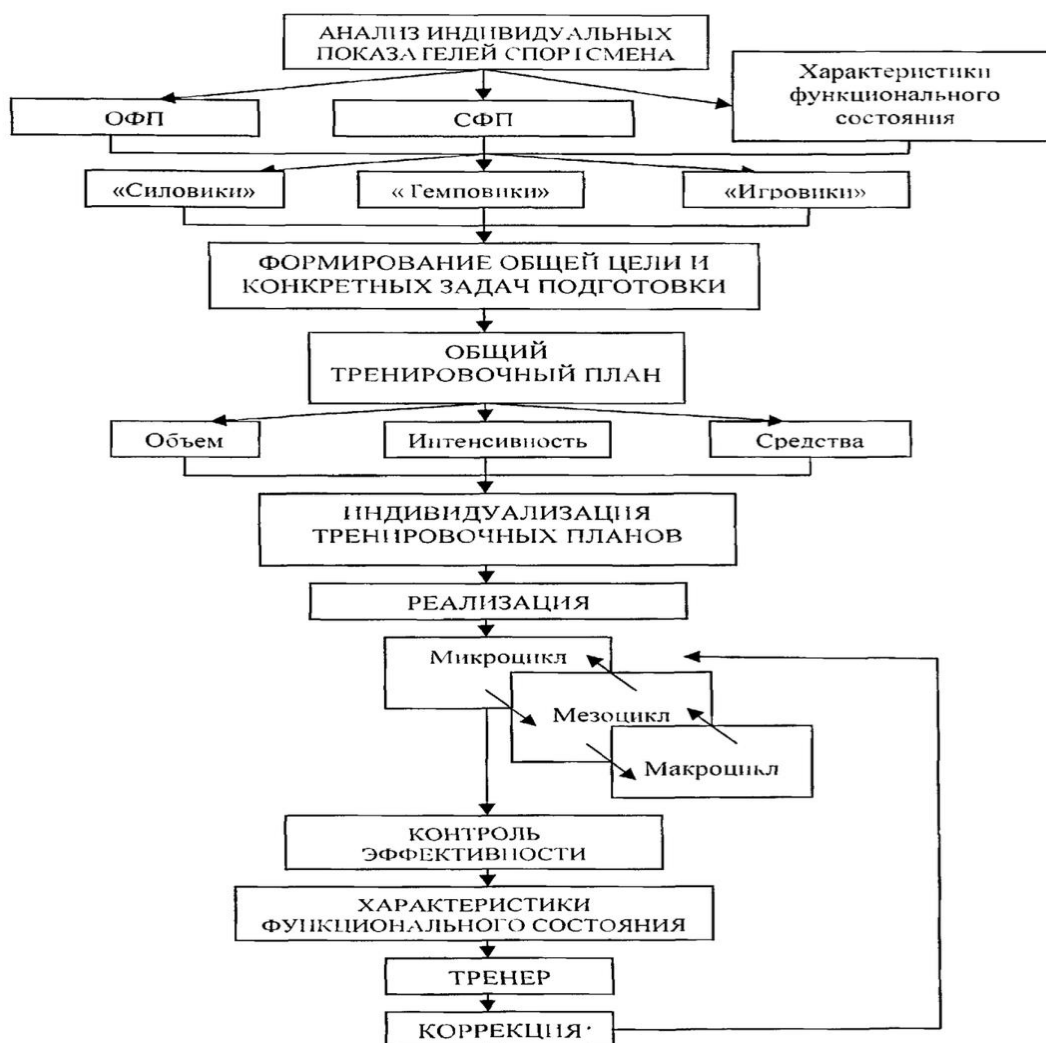 АНАЛИЗ ИНДИВИДУАЛЬНЫХ
ПОКАЗАТЕЛЕЙ СПОРТСМЕНА
Характеристики
функционального
состояния
ОФП
СФП
«Силовики»
«Темповики»
«Игровики»
ФОРМИРОВАНИЕ ОБЩЕЙ ЦЕЛИ И
КОНКРЕТНЫХ ЗАДАЧ ПОДГОТОВКИ
ОБЩИЙ
ТРЕНИРОВОЧНЫЙ ПЛАН
Объем
Интенсивность
Средства
ИНДИВИДУАЛИЗАЦИЯ
ТРЕНИРОВОЧНЫХ ПЛАНОВ
РЕАЛИЗАЦИЯ
Микроцикл
Мезоцикл
Макроцикл
КОНТРОЛЬ
ЭФФЕКТИВНОСТИ
ХАРАКТЕРИСТИКИ
ФУНКЦИОНАЛЬНОГО СОСТОЯНИЯ
ТРЕНЕР
КОРРЕКЦИЯ